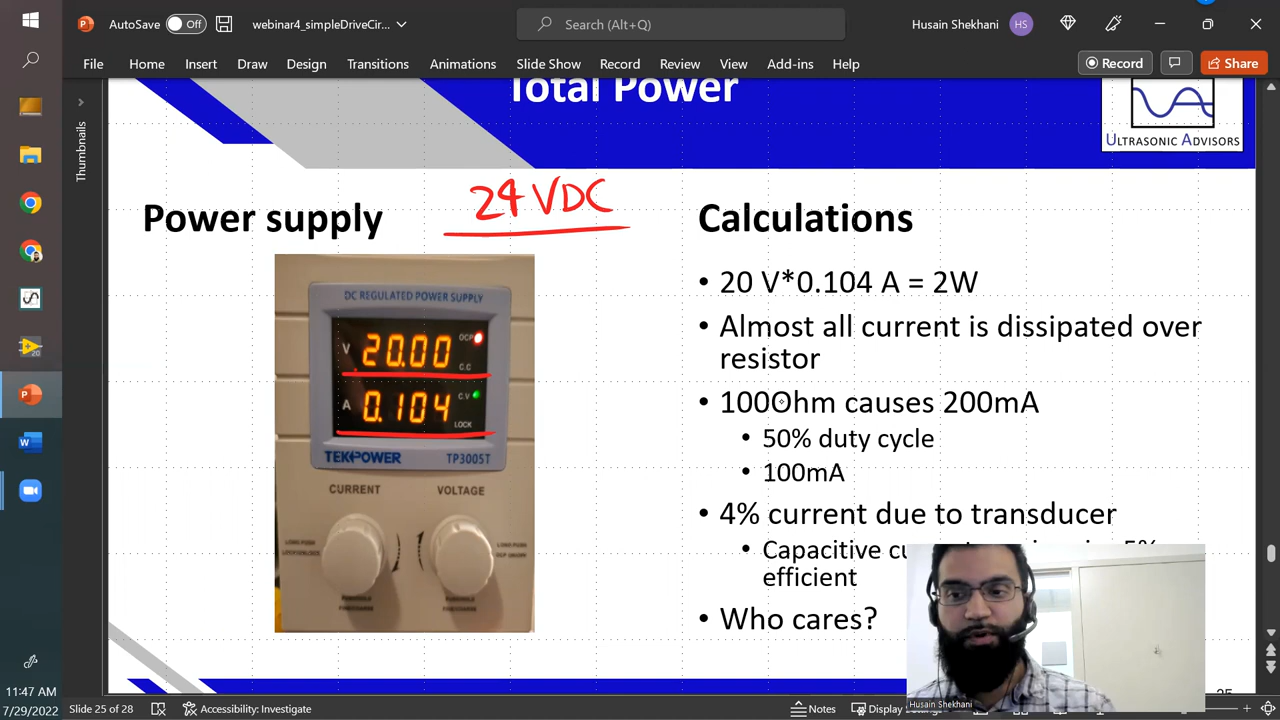 AutoSave
Off
webinar4_simpleDriveCir...
Search (Alt+Q)
Husain Shekhani
HS
File
Home
Insert
Draw
Design
Transitions
Animations
Slide Show
Record
Review
View
Add-ins
Help
Record
Share
Thumbnails
Total Power
ULTRASONIC ADVISORS
Power supply
24 VDC
DC REGULATED POWER SUPPLY
V 20.00
OCP
C.C
A 0.104
C.V
LOCK
TEKPOWER TP3005T
CURRENT VOLTAGE
Calculations
• 20 V*0.104 A = 2W
• Almost all current is dissipated over
resistor
• 100Ohm causes 200mA
• 50% duty cycle
• 100mA
• 4% current due to transducer
• Capacitive
efficient
• Who cares?
Husain Shekhani
11:47 AM
7/29/2022
Slide 25 of 28
Accessibility: Investigate
Notes
Display